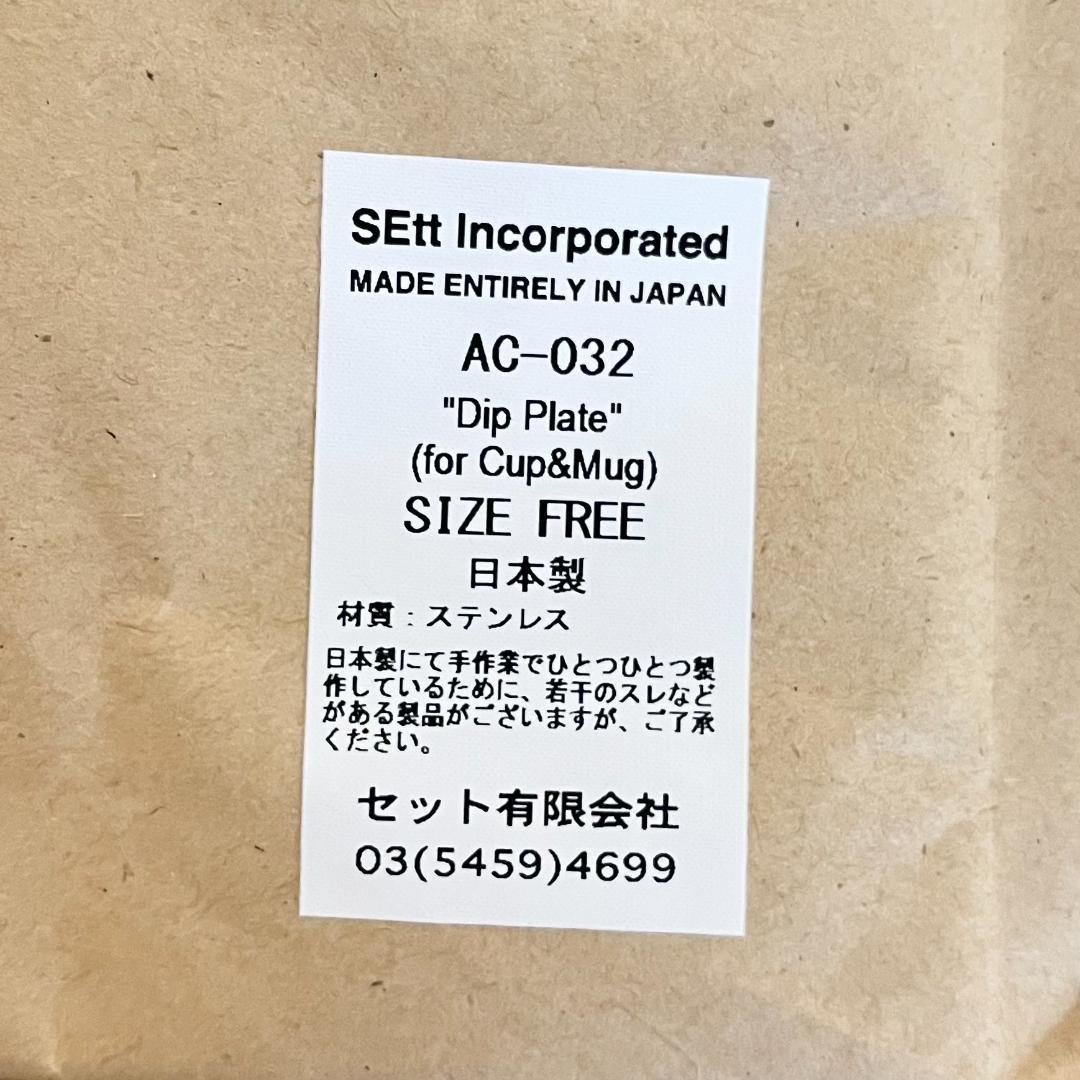 SEtt Incorporated
MADE ENTIRELY IN JAPAN
AC-032
"Dip Plate"
(for Cup&Mug)
SIZE FREE
日本製
材質：ステンレス
日本製にて手作業でひとつひとつ製
作しているために、若干のスレなど
がある製品がございますが、ご了承
ください。
セット有限会社
03(5459)4699